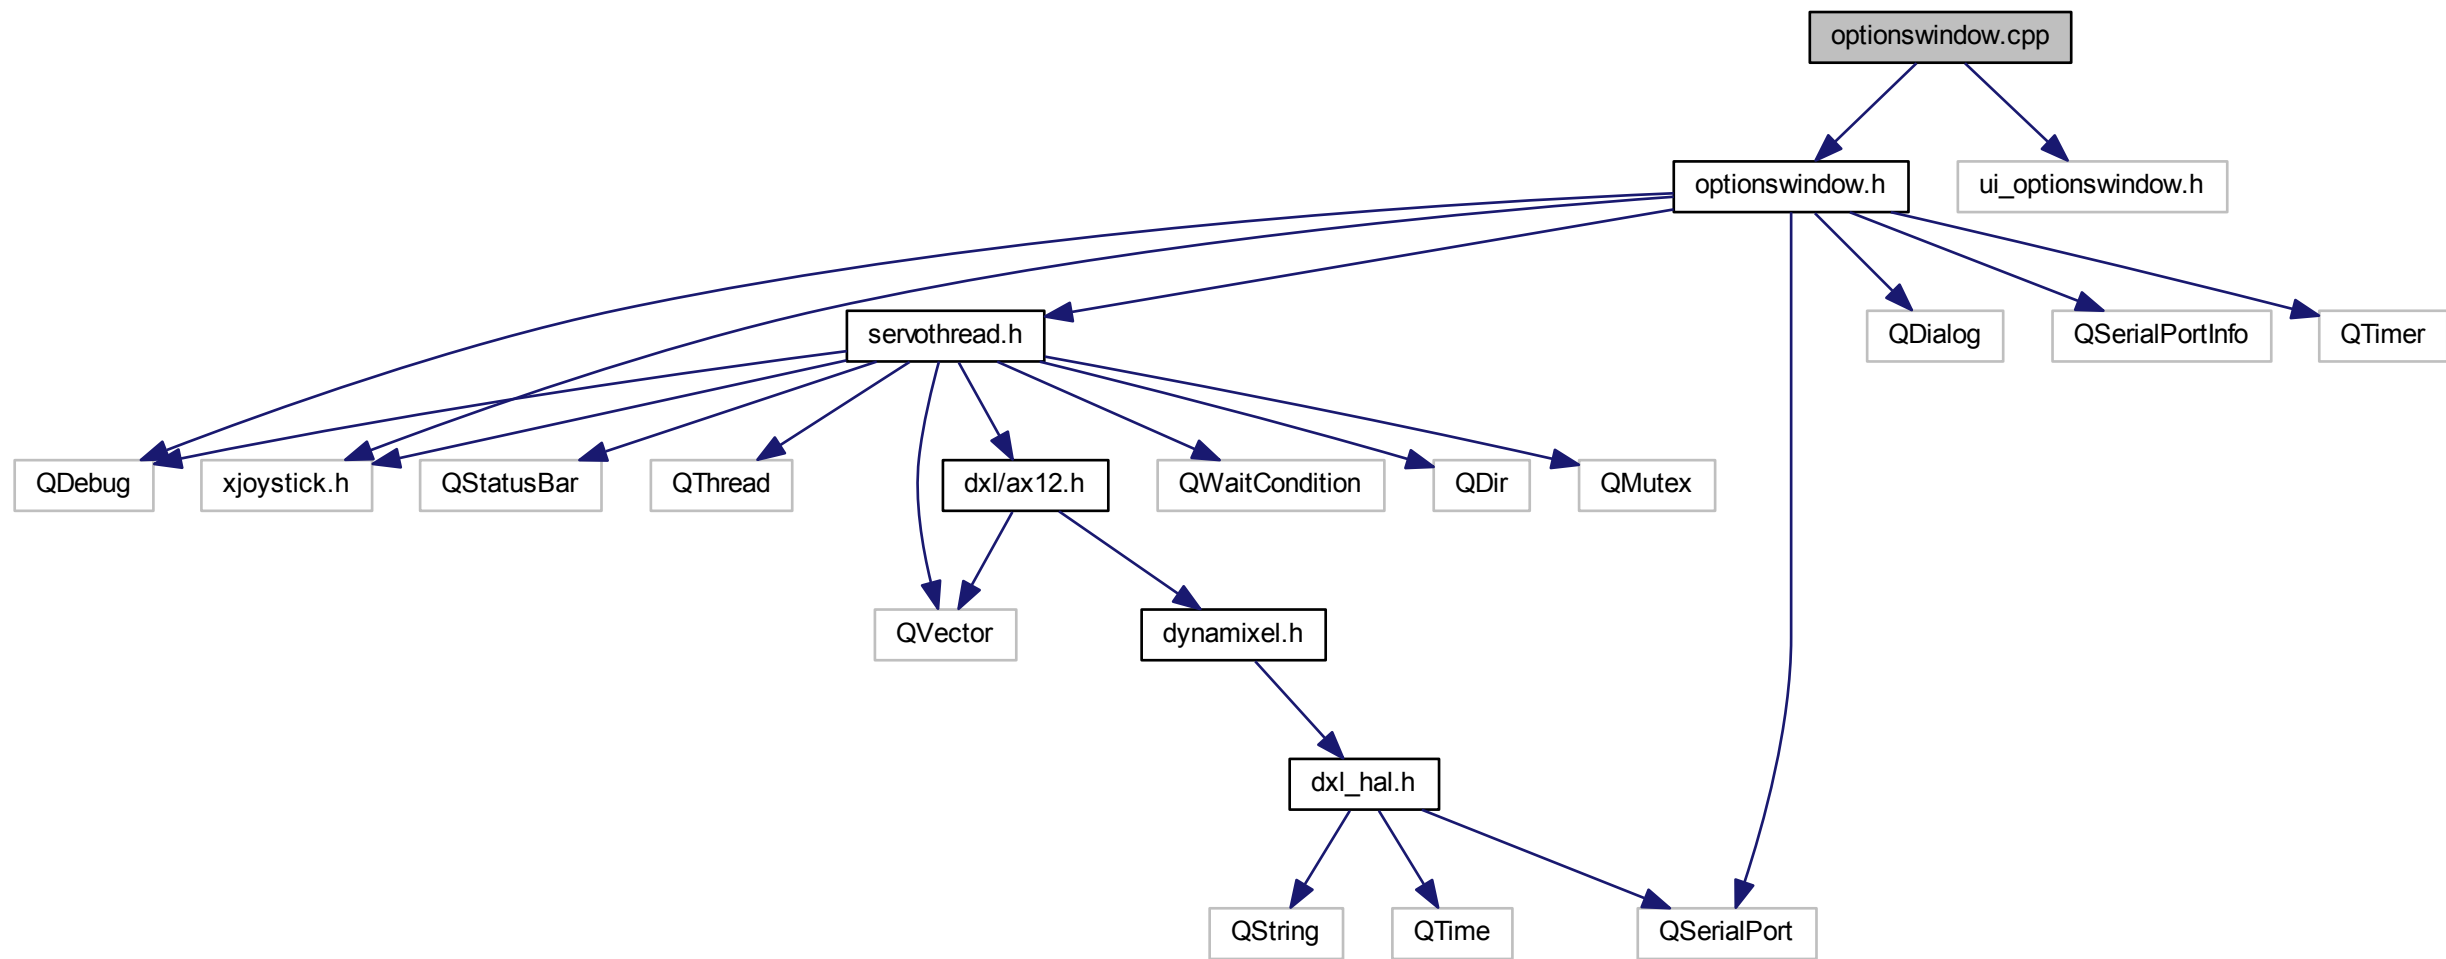 optionswindow.cpp
optionswindow.h
ui_optionswindow.h
servothread.h
QDialog
QSerialPortInfo
QTimer
QDebug
xjoystick.h
QStatusBar
QThread
dxl/ax12.h
QWaitCondition
QDir
QMutex
QVector
dynamixel.h
dxl_hal.h
QString
QTime
QSerialPort